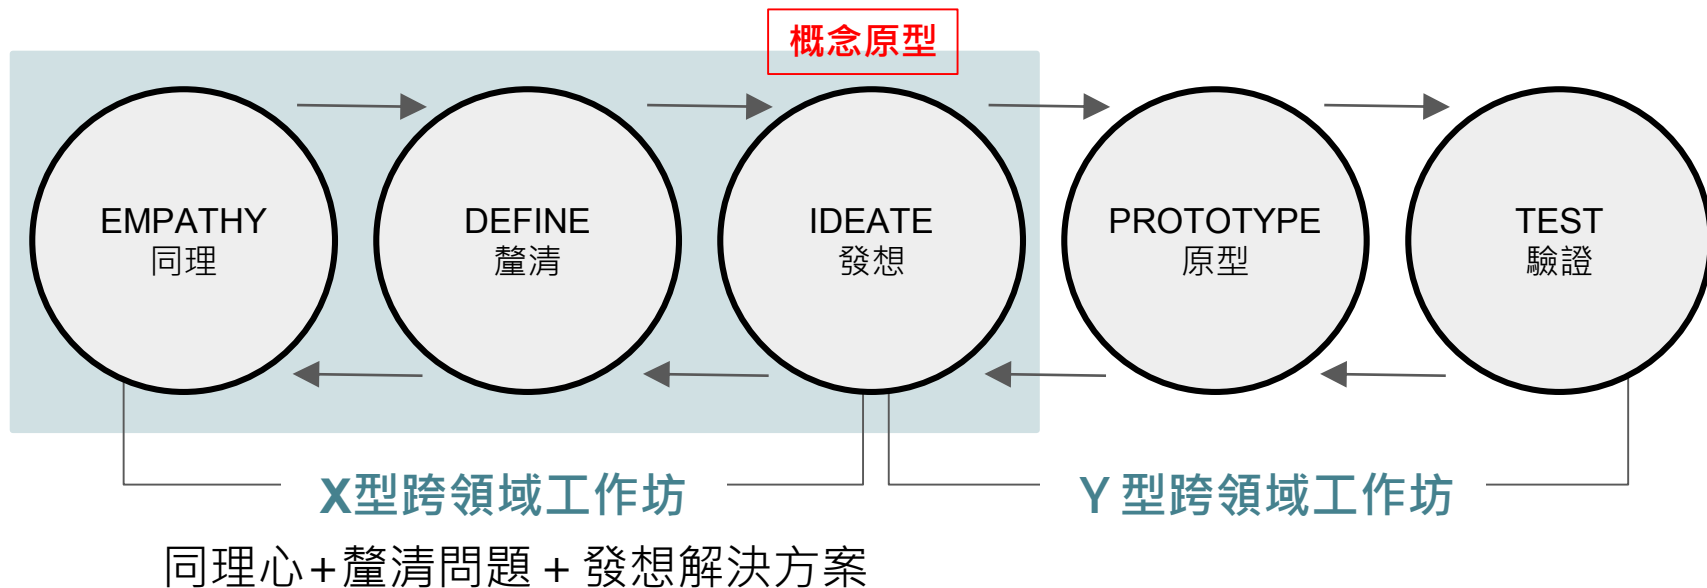 概念原型
EMPATHY
同理
DEFINE
釐清
IDEATE
發想
PROTOTYPE
原型
TEST
驗證
X型跨領域工作坊
Y 型跨領域工作坊
同理心+釐清問題 + 發想解決方案